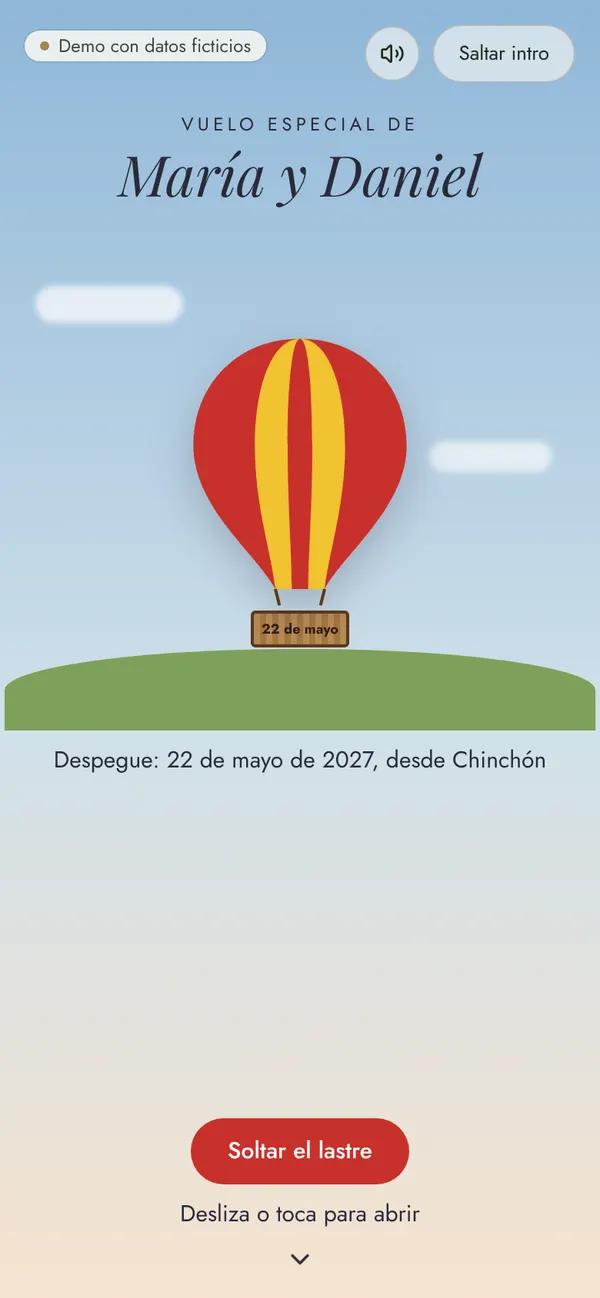 Demo con datos ficticios
Saltar intro
VUELO ESPECIAL DE
María y Daniel
22 de mayo
Despegue: 22 de mayo de 2027, desde Chinchón
Soltar el lastre
Desliza o toca para abrir